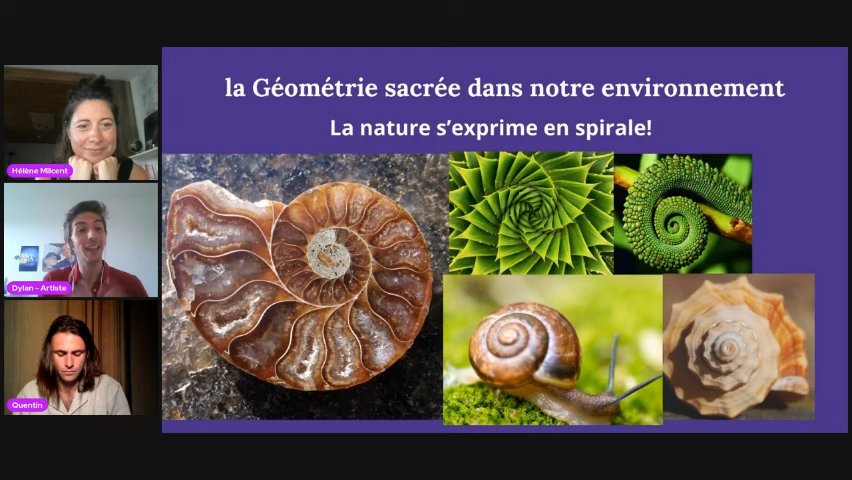 la Géométrie sacrée dans notre environnement
La nature s'exprime en spirale!
Hélène Milcent
Dylan - Artiste
Quentin